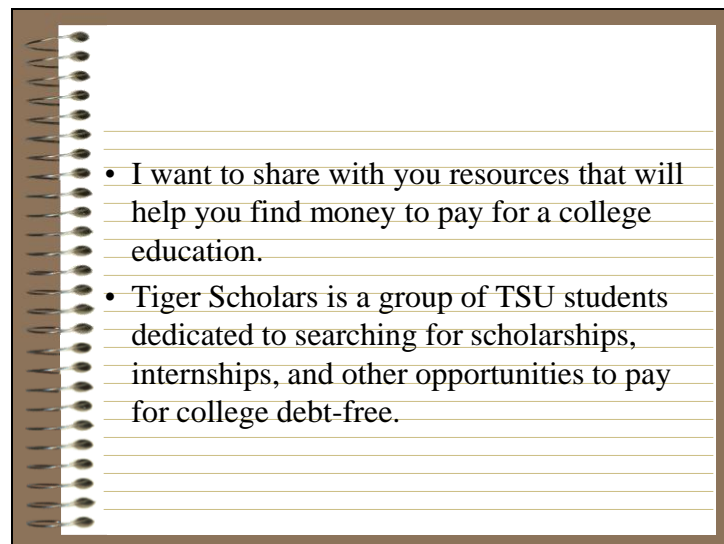 • I want to share with you resources that will
help you find money to pay for a college
education.
• Tiger Scholars is a group of TSU students
dedicated to searching for scholarships,
internships, and other opportunities to pay
for college debt-free.